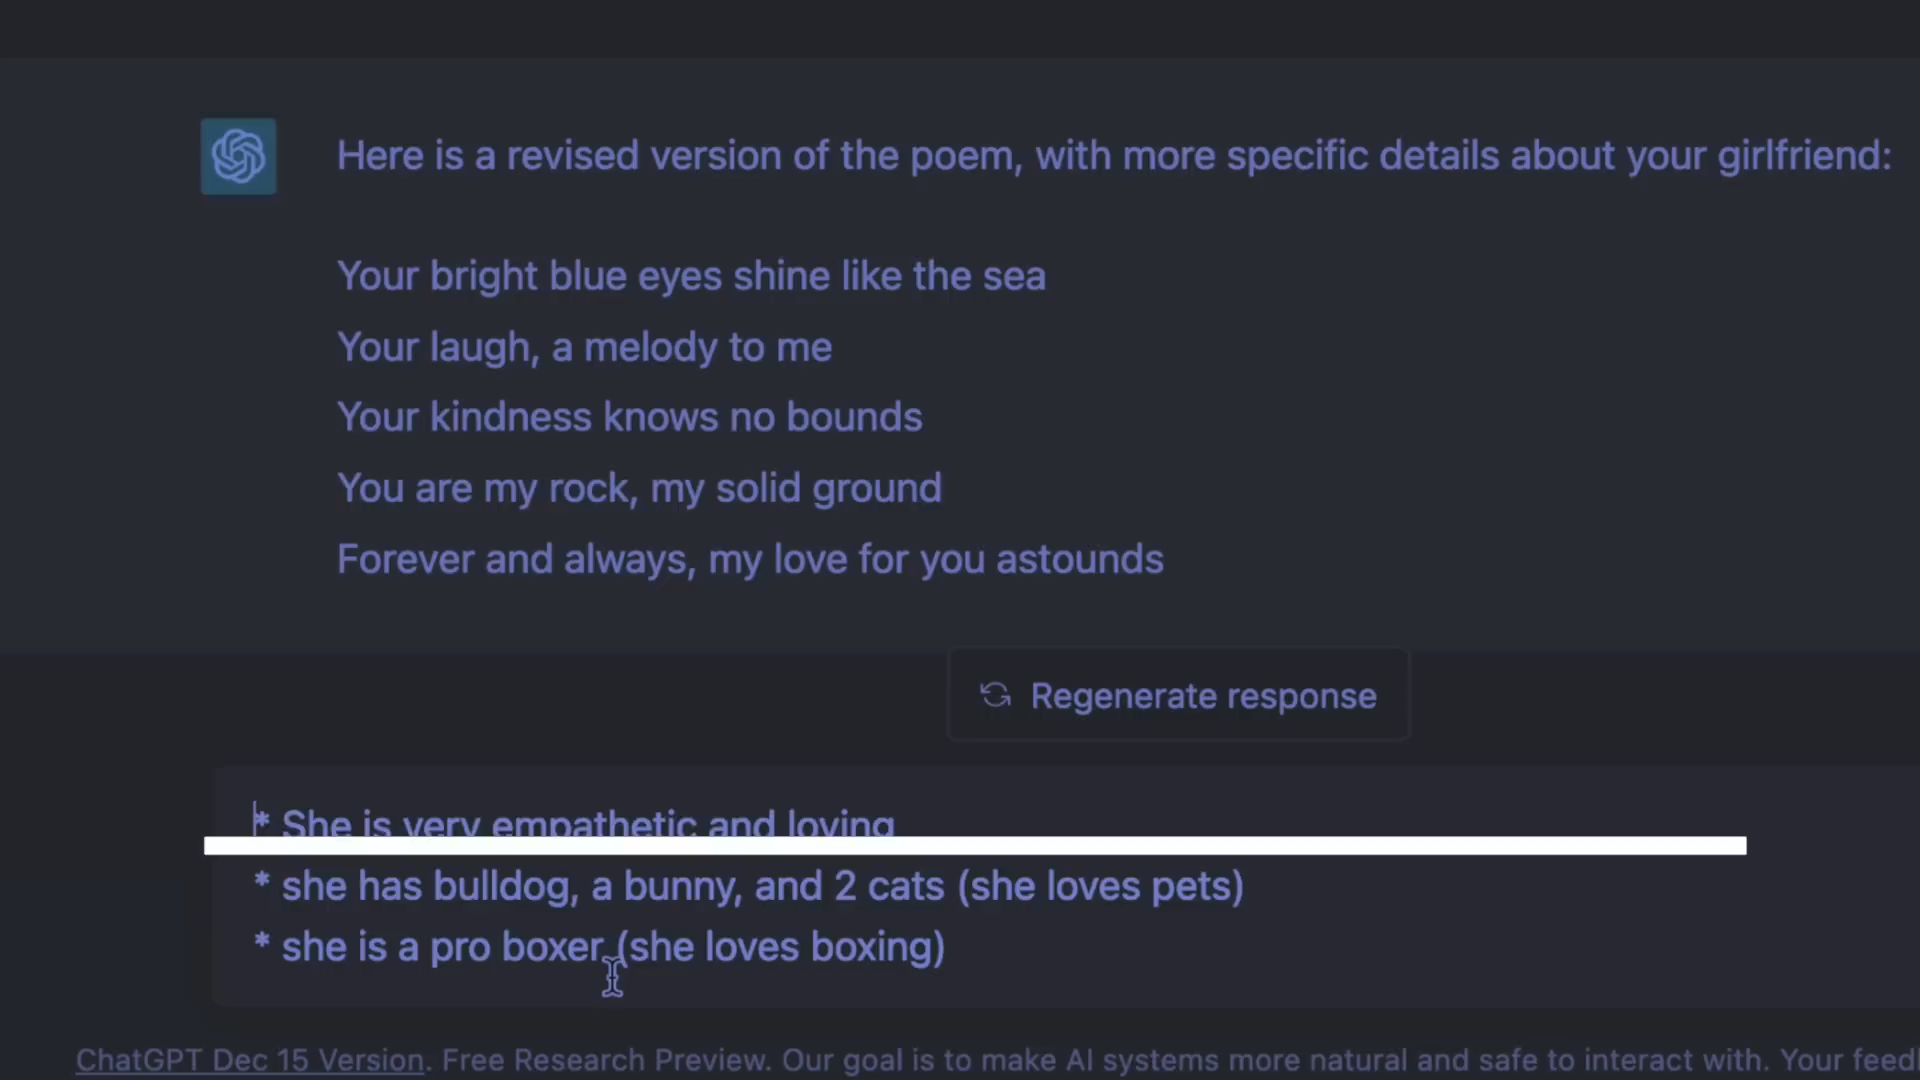 Here is a revised version of the poem, with more specific details about your girlfriend:
Your bright blue eyes shine like the sea
Your laugh, a melody to me
Your kindness knows no bounds
You are my rock, my solid ground
Forever and always, my love for you astounds
Regenerate response
* She is very empathetic and loving
* she has bulldog, a bunny, and 2 cats (she loves pets)
* she is a pro boxer (she loves boxing)
ChatGPT Dec 15 Version. Free Research Preview. Our goal is to make AI systems more natural and safe to interact with. Your